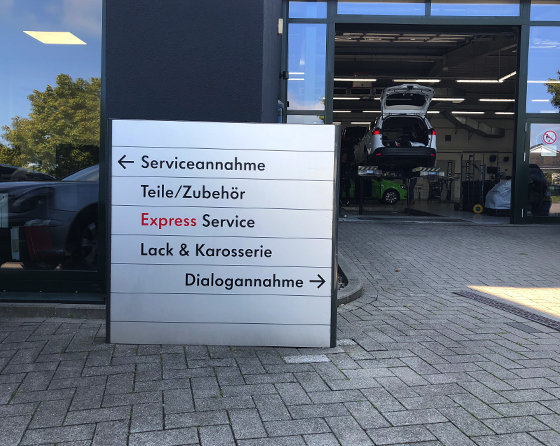 ← Serviceannahme
Teile/Zubehör
Express Service
Lack & Karosserie
Dialogannahme →